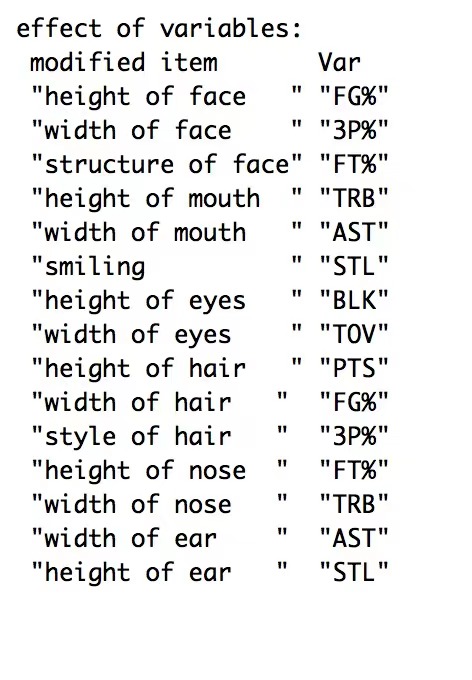 effect of variables:
 modified item       Var
 "height of face   " "FG%"
 "width of face    " "3P%"
 "structure of face" "FT%"
 "height of mouth  " "TRB"
 "width of mouth   " "AST"
 "smiling          " "STL"
 "height of eyes   " "BLK"
 "width of eyes    " "TOV"
 "height of hair   " "PTS"
 "width of hair   "  "FG%"
 "style of hair   "  "3P%"
 "height of nose  "  "FT%"
 "width of nose   "  "TRB"
 "width of ear    "  "AST"
 "height of ear   "  "STL"